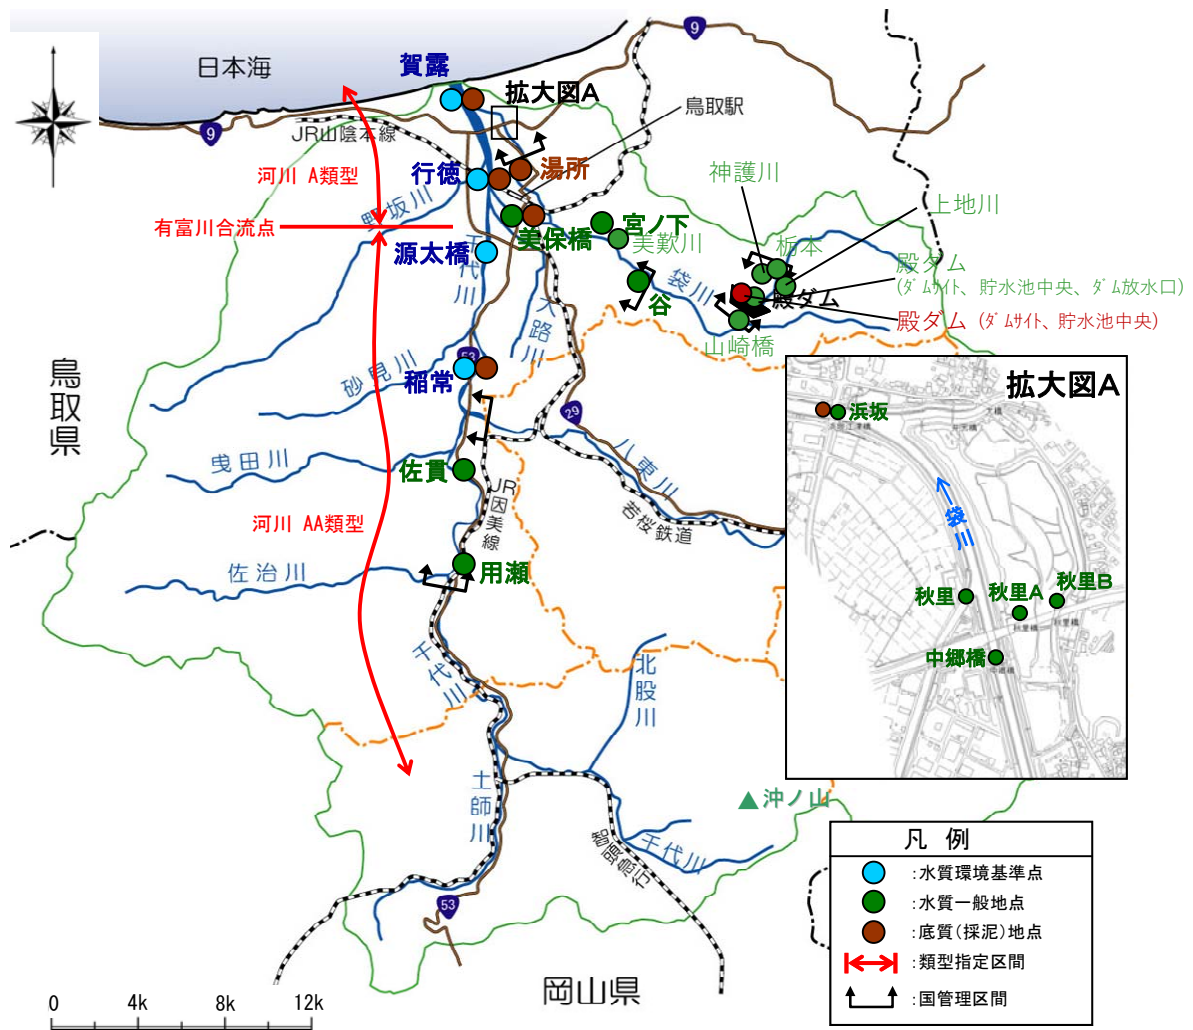 日本海
賀露
9
拡大図A
鳥取駅
9
JR山陰本線
河川 A類型
行徳
湯所
神護川
上地川
有富川合流点
野坂川
美保橋
宮ノ下
美歎川
栃本
源太橋
千代川
殿ダム
(ダムサイト、貯水池中央、ダム放水口)
袋川
谷
殿ダム
殿ダム (ダムサイト、貯水池中央)
山崎橋
大路川
鳥取県
砂見川
53
稲常
拡大図A
浜坂
29
曳田川
佐貫
八東川
JR因美線
若桜鉄道
袋川
河川 AA類型
佐治川
用瀬
秋里
秋里A
秋里B
秋里橋
秋里橋
中郷橋
中郷橋
千代川
北股川
土師川
沖ノ山
智頭急行
千代川
53
岡山県
凡 例
:水質環境基準点
:水質一般地点
:底質(採泥)地点
:類型指定区間
:国管理区間
0 4k 8k 12k